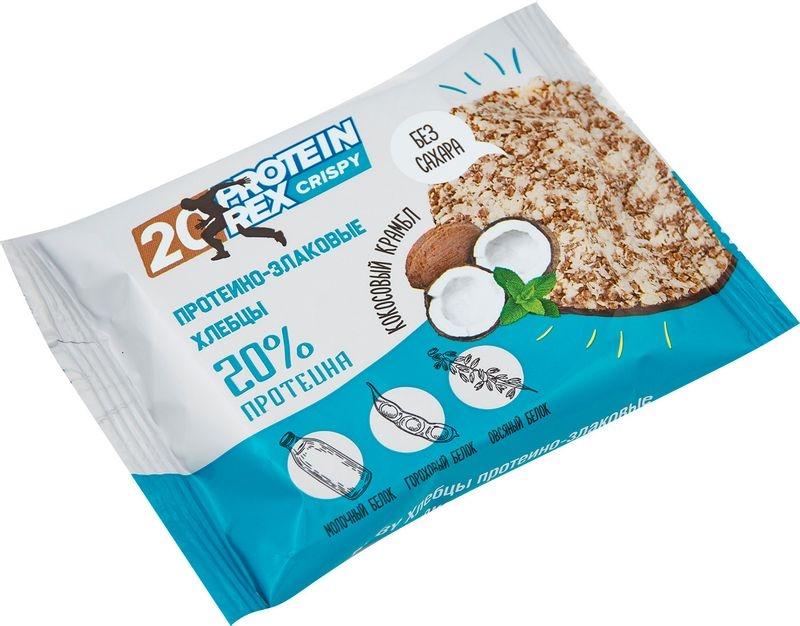 20
PROTEIN
REX
CRISPY
ПРОТЕИНО-ЗЛАКОВЫЕ
ХЛЕБЦЫ
20%
ПРОТЕИНА
БЕЗ
САХАРА
КОКОСОВЫЙ КРАМБЛ
МОЛОЧНЫЙ БЕЛОК
ГОРОХОВЫЙ БЕЛОК
ОВСЯНЫЙ БЕЛОК
BY Хлебцы протеино-злаковые